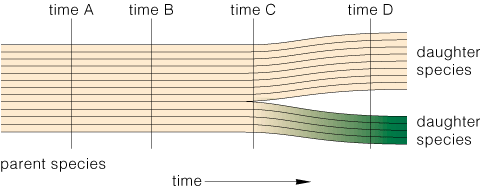 time A
time B
time C
time D
daughter
species
daughter
species
parent species
time